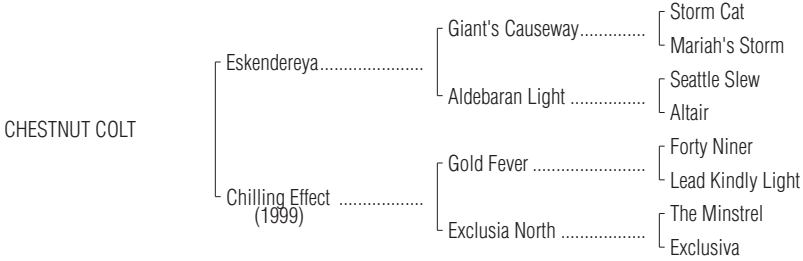 Storm Cat
Giant's Causeway..............
Mariah's Storm
Eskendereya......................
Seattle Slew
Aldebaran Light ................
Altair
CHESTNUT COLT
Forty Niner
Gold Fever ........................
Lead Kindly Light
Chilling Effect ..................
(1999)
The Minstrel
Exclusia North ..................
Exclusiva